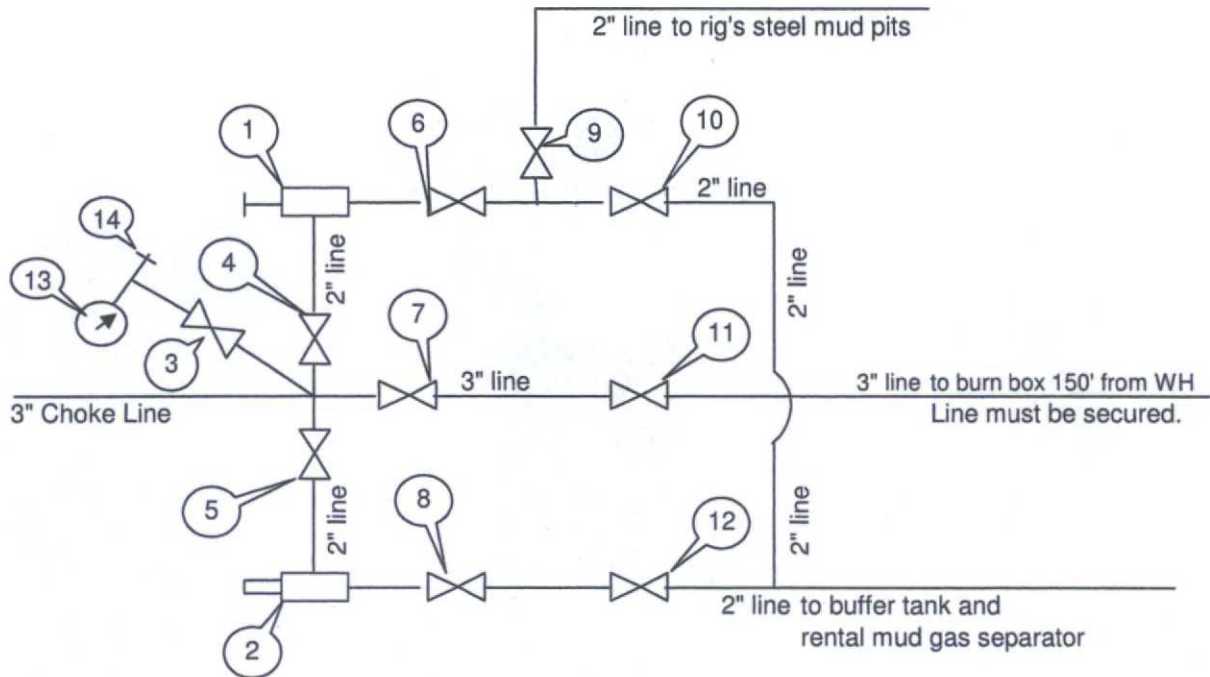 2" line to rig's steel mud pits
1
6
9
10
2" line
14
4
2" line
2" line
13
7
11
3
3" line
3" line to burn box 150' from WH
3" Choke Line
Line must be secured.
5
8
12
2" line
2" line
2" line to buffer tank and
rental mud gas separator
2